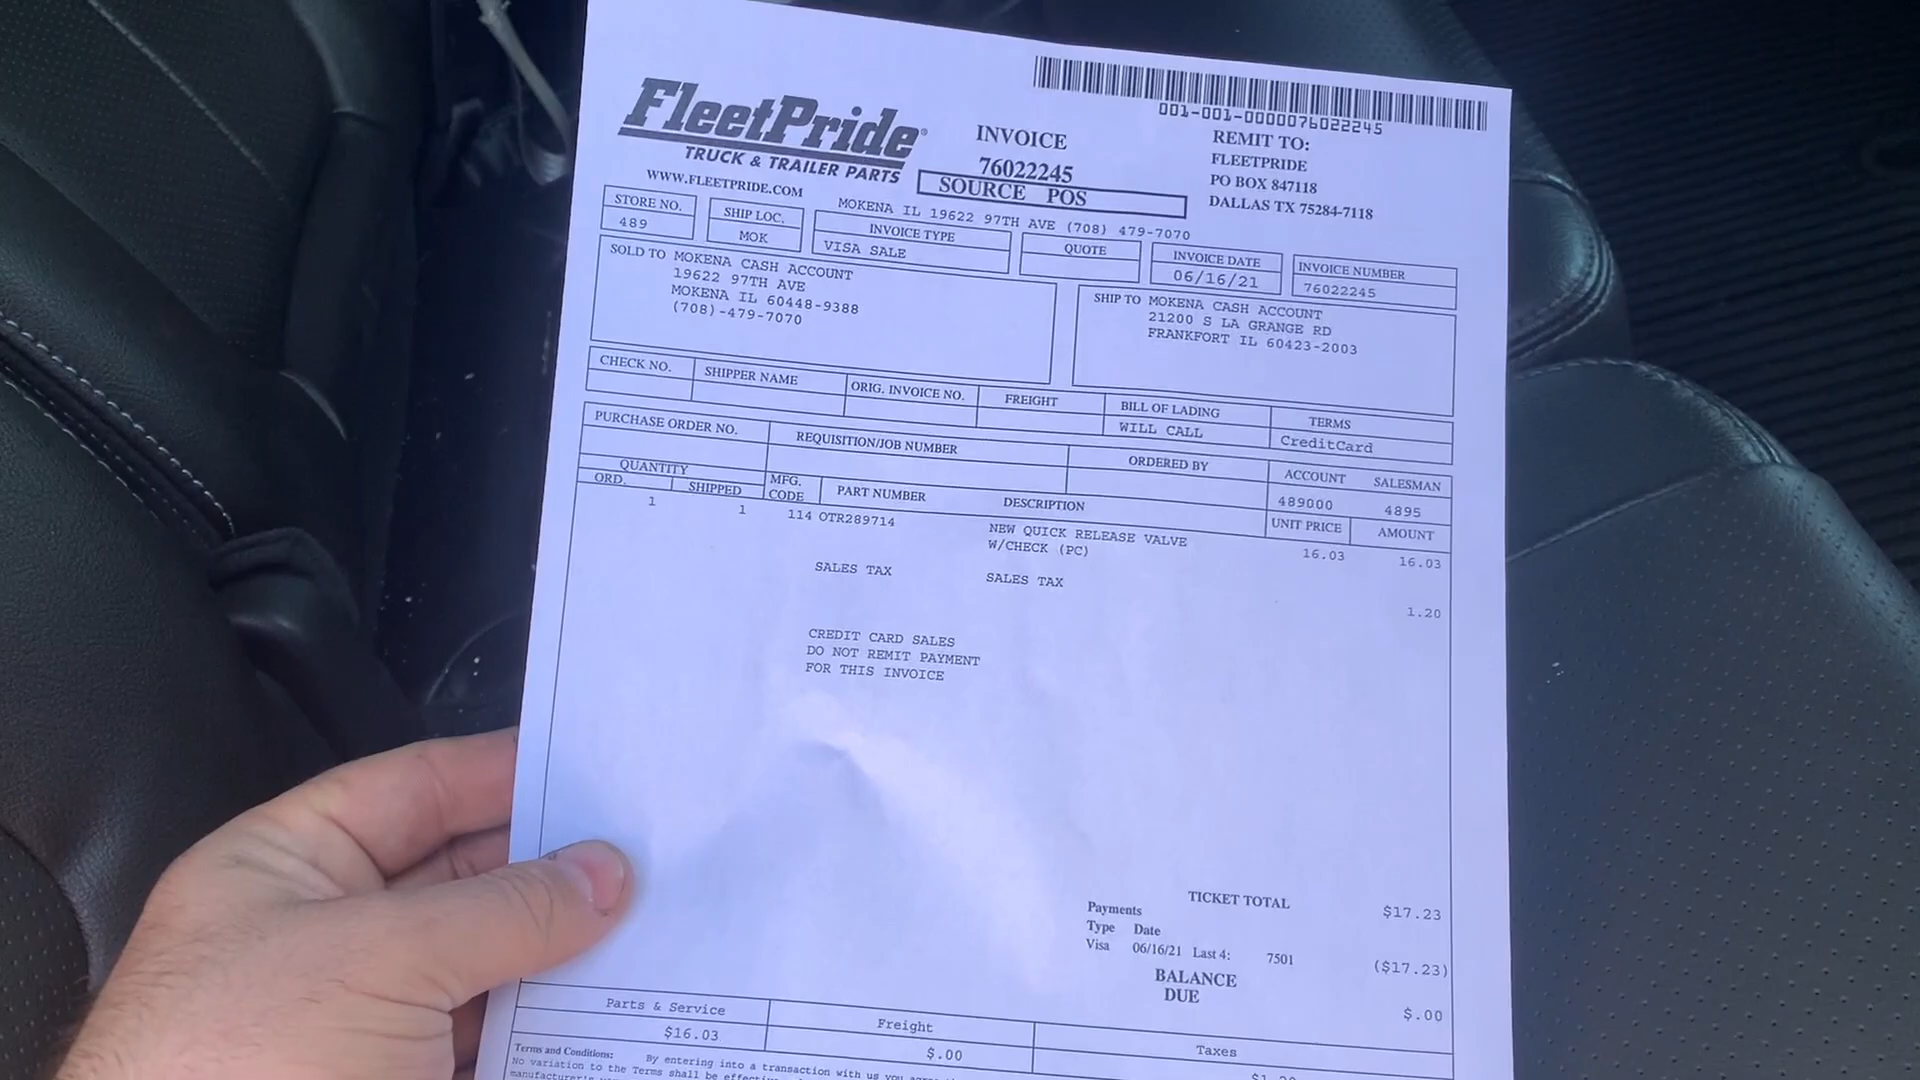 001-001-0000076022245
FleetPride®
TRUCK & TRAILER PARTS
WWW.FLEETPRIDE.COM
INVOICE
76022245
SOURCE POS
REMIT TO:
FLEETPRIDE
PO BOX 847118
DALLAS TX 75284-7118
MOKENA IL 19622 97TH AVE (708) 479-7070
STORE NO. SHIP LOC. INVOICE TYPE QUOTE INVOICE DATE INVOICE NUMBER
489 MOK VISA SALE 06/16/21 76022245
SOLD TO MOKENA CASH ACCOUNT
19622 97TH AVE
MOKENA IL 60448-9388
(708)-479-7070
SHIP TO MOKENA CASH ACCOUNT
21200 S LA GRANGE RD
FRANKFORT IL 60423-2003
CHECK NO. SHIPPER NAME ORIG. INVOICE NO. FREIGHT BILL OF LADING TERMS
WILL CALL CreditCard
PURCHASE ORDER NO. REQUISITION/JOB NUMBER ORDERED BY ACCOUNT SALESMAN
489000 4895
QUANTITY
ORD. SHIPPED MFG. CODE PART NUMBER DESCRIPTION UNIT PRICE AMOUNT
1 1 114 OTR289714 NEW QUICK RELEASE VALVE 16.03 16.03
W/CHECK (PC)
SALES TAX SALES TAX 1.20
CREDIT CARD SALES
DO NOT REMIT PAYMENT
FOR THIS INVOICE
TICKET TOTAL $17.23
Payments
Type Date
Visa 06/16/21 Last 4: 7501 ($17.23)
BALANCE
DUE $.00
Parts & Service Freight Taxes
$16.03 $.00
Terms and Conditions: By entering into a transaction with us you
No variation to the Terms shall be